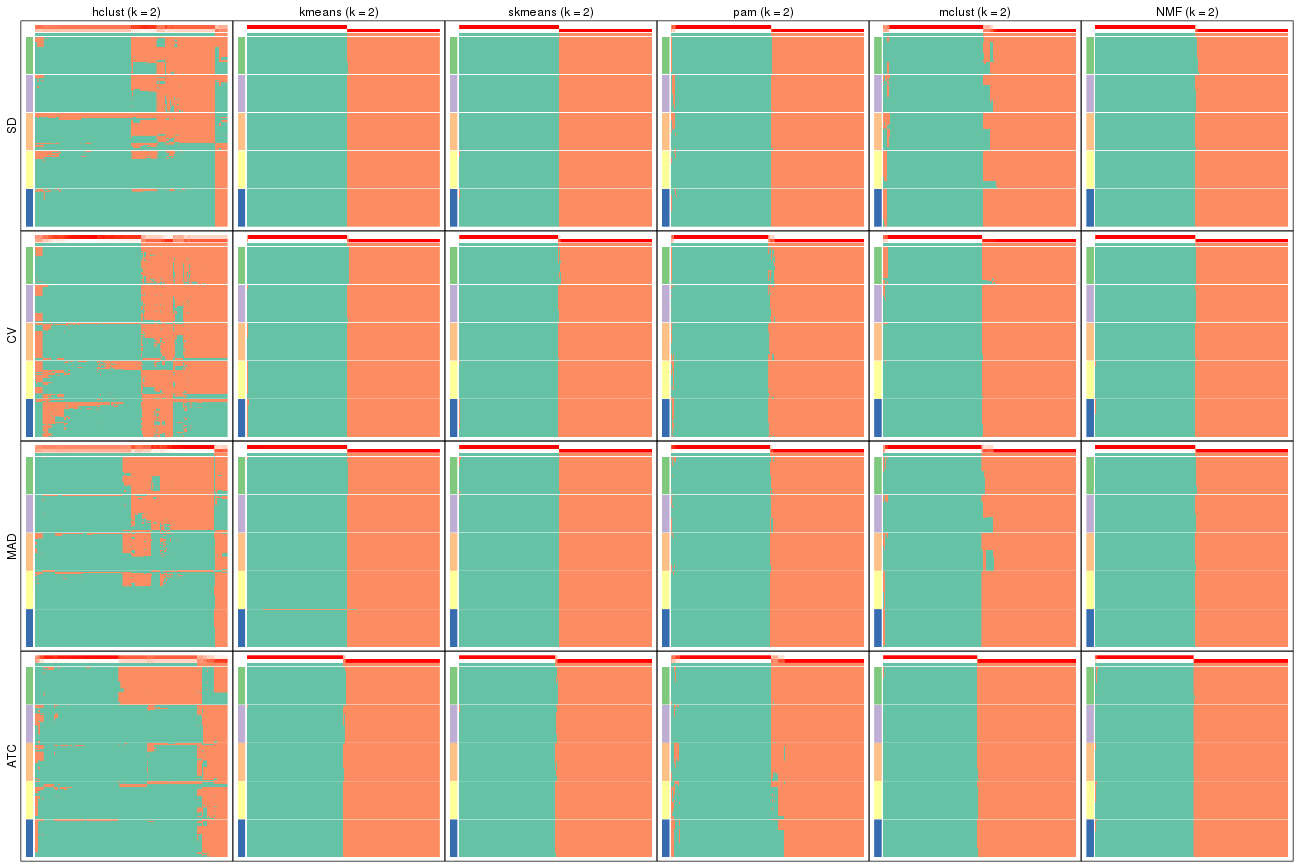 hclust (k = 2) kmeans (k = 2) skmeans (k = 2) pam (k = 2) mclust (k = 2) NMF (k = 2)
SD
CV
MAD
ATC